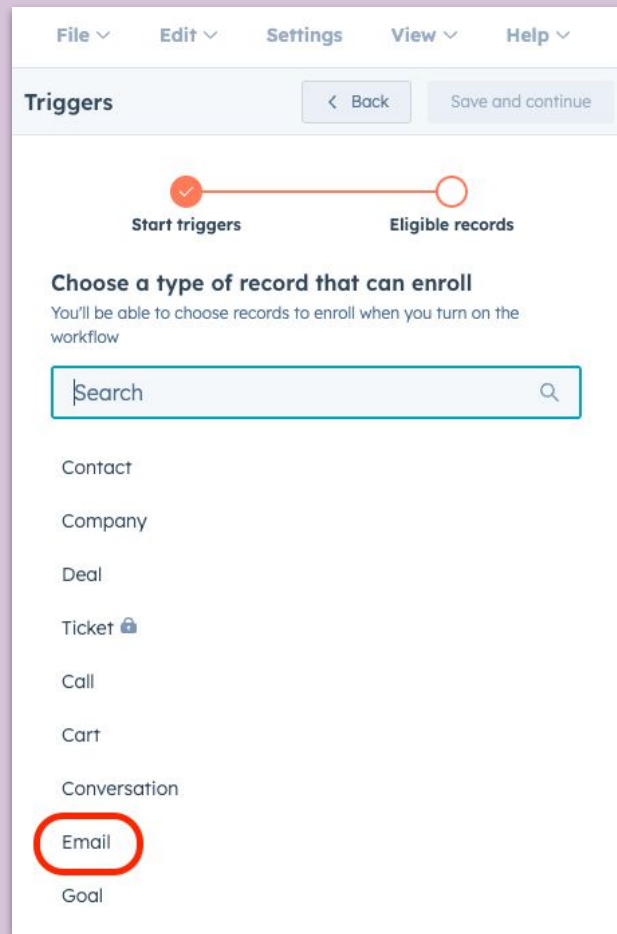 File Edit Settings View Help
Triggers Back Save and continue
Start triggers Eligible records
Choose a type of record that can enroll
You'll be able to choose records to enroll when you turn on the
workflow
Search
Contact
Company
Deal
Ticket
Call
Cart
Conversation
Email
Goal